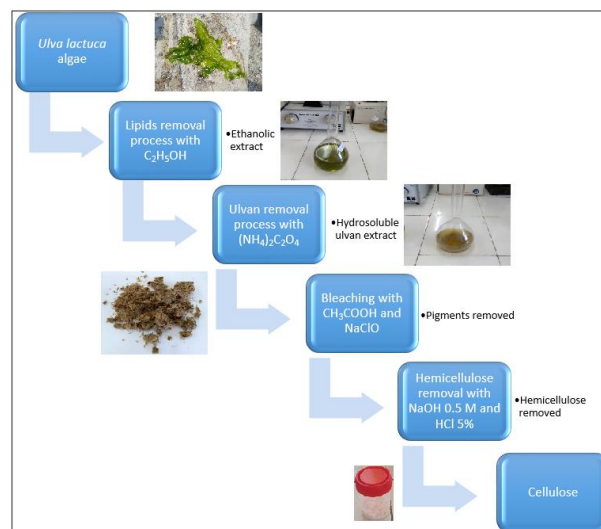 Ulva lactuca
algae
Lipids removal
process with
C₂H₅OH
•Ethanolic
extract
Ulvan removal
process with
(NH4)₂C₂O₄
•Hydrosoluble
ulvan extract
Bleaching with
CH₃COOH and
NaClO
•Pigments removed
Hemicellulose
removal with
NaOH 0.5 M and
HCl 5%
•Hemicellulose
removed
Cellulose